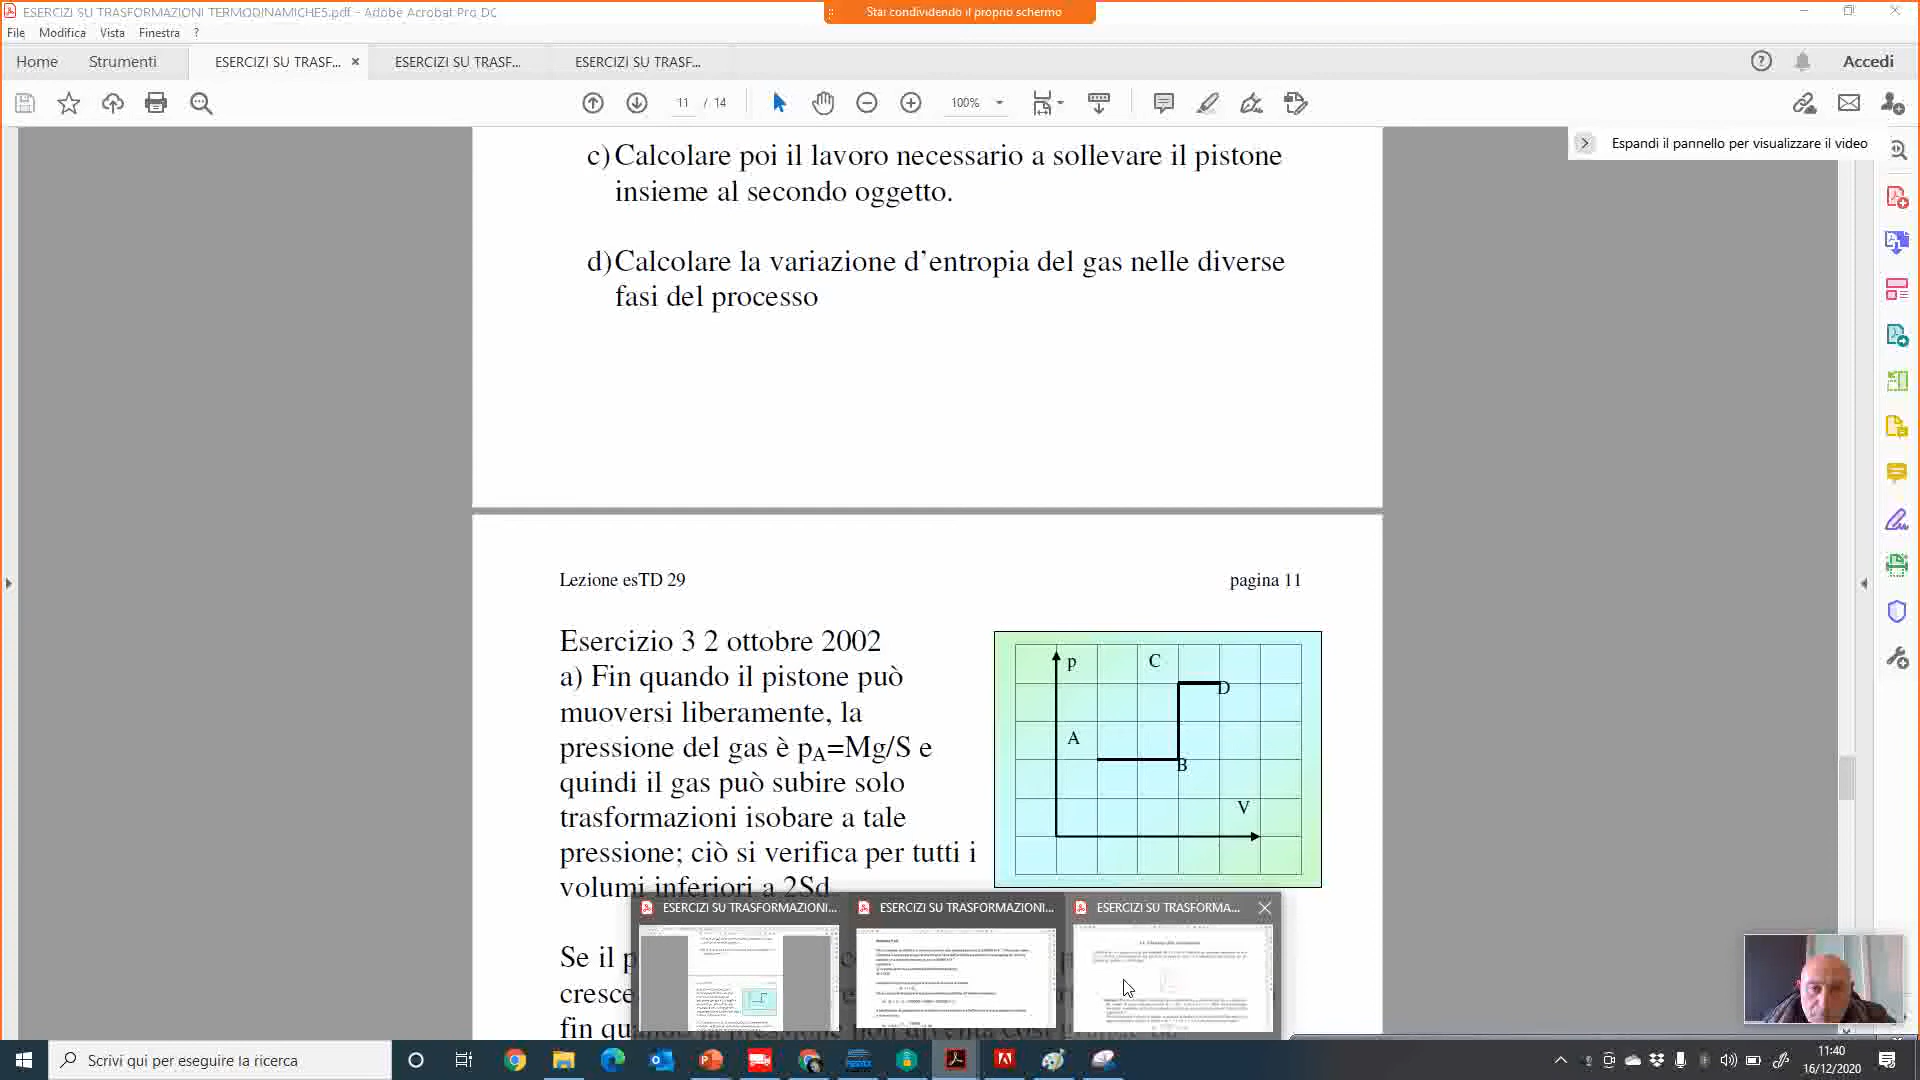 ESERCIZI SU TRASFORMAZIONI TERMODINAMICHE5.pdf - Adobe Acrobat Pro DC
Stai condividendo il proprio schermo
File Modifica Vista Finestra ?
Home Strumenti ESERCIZI SU TRASF... × ESERCIZI SU TRASF... ESERCIZI SU TRASF... Accedi
11 / 14 100%
Espandi il pannello per visualizzare il video
c) Calcolare poi il lavoro necessario a sollevare il pistone
insieme al secondo oggetto.
d) Calcolare la variazione d'entropia del gas nelle diverse
fasi del processo
Lezione esTD 29 pagina 11
Esercizio 3 2 ottobre 2002
a) Fin quando il pistone può
muoversi liberamente, la
pressione del gas è pA=Mg/S e
quindi il gas può subire solo
trasformazioni isobare a tale
pressione; ciò si verifica per tutti i
volumi inferiori a 2Sd
p C
D
A
B
V
Se il p
cresce
fin qu
ESERCIZI SU TRASFORMAZIONI... ESERCIZI SU TRASFORMAZIONI... ESERCIZI SU TRASFORMA...
Scrivi qui per eseguire la ricerca
11:40
16/12/2020